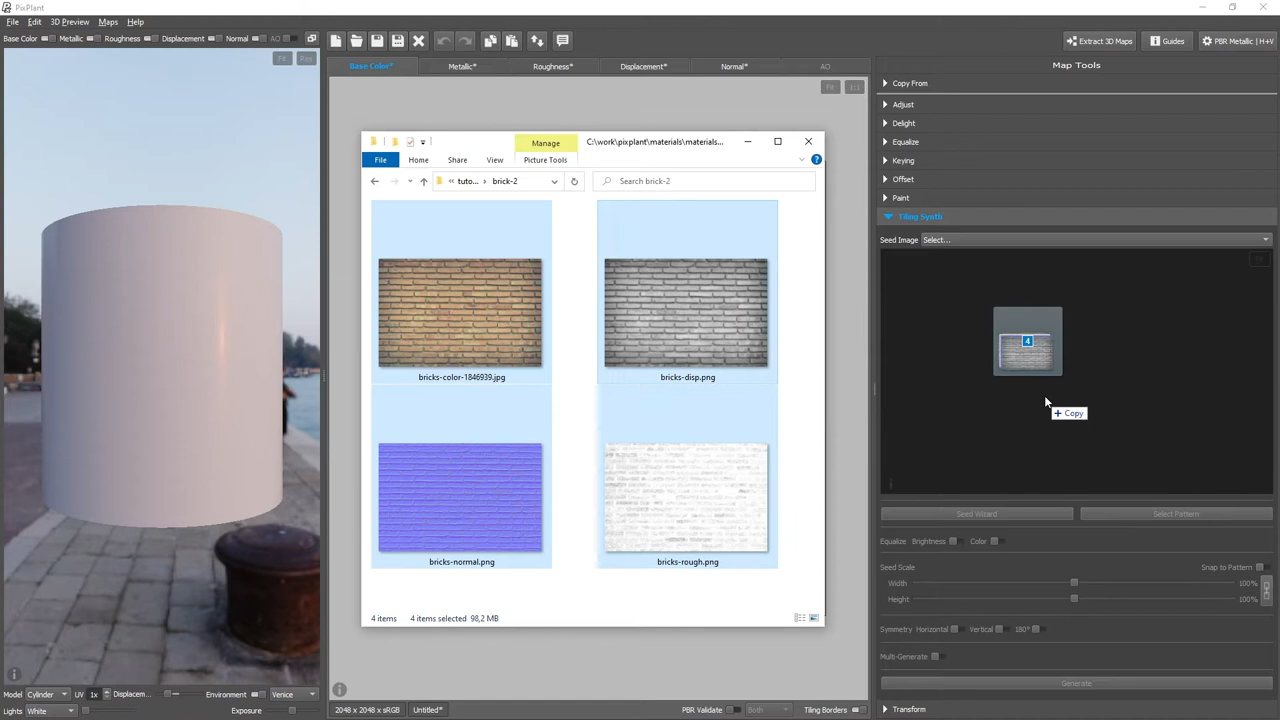 PixPlant
File Edit 3D Preview Maps Help
Base Color Metallic Roughness Displacement Normal AO
Extract 3D Maps Guides PBR Metallic | H+V
Fit Res
Base Color* Metallic* Roughness* Displacement* Normal* AO
Map Tools
Fit 1:1
Copy From
Adjust
Delight
Equalize
Keying
Offset
Paint
Tiling Synth
Seed Image Select...
Manage C:\work\pixplant\materials\materials...
File Home Share View Picture Tools
« tuto... › brick-2 Search brick-2
bricks-color-1846939.jpg bricks-disp.png
bricks-normal.png bricks-rough.png
4 items 4 items selected 98,2 MB
4
+ Copy
Seed Wizard Select Pattern
Equalize Brightness Color
Seed Scale Snap to Pattern
Width 100%
Height 100%
Symmetry Horizontal Vertical 180°
Multi-Generate
Generate
Transform
Model Cylinder UV 1x Displacem... Environment Venice
Lights White Exposure
2048 x 2048 x sRGB Untitled* PBR Validate Both Tiling Borders